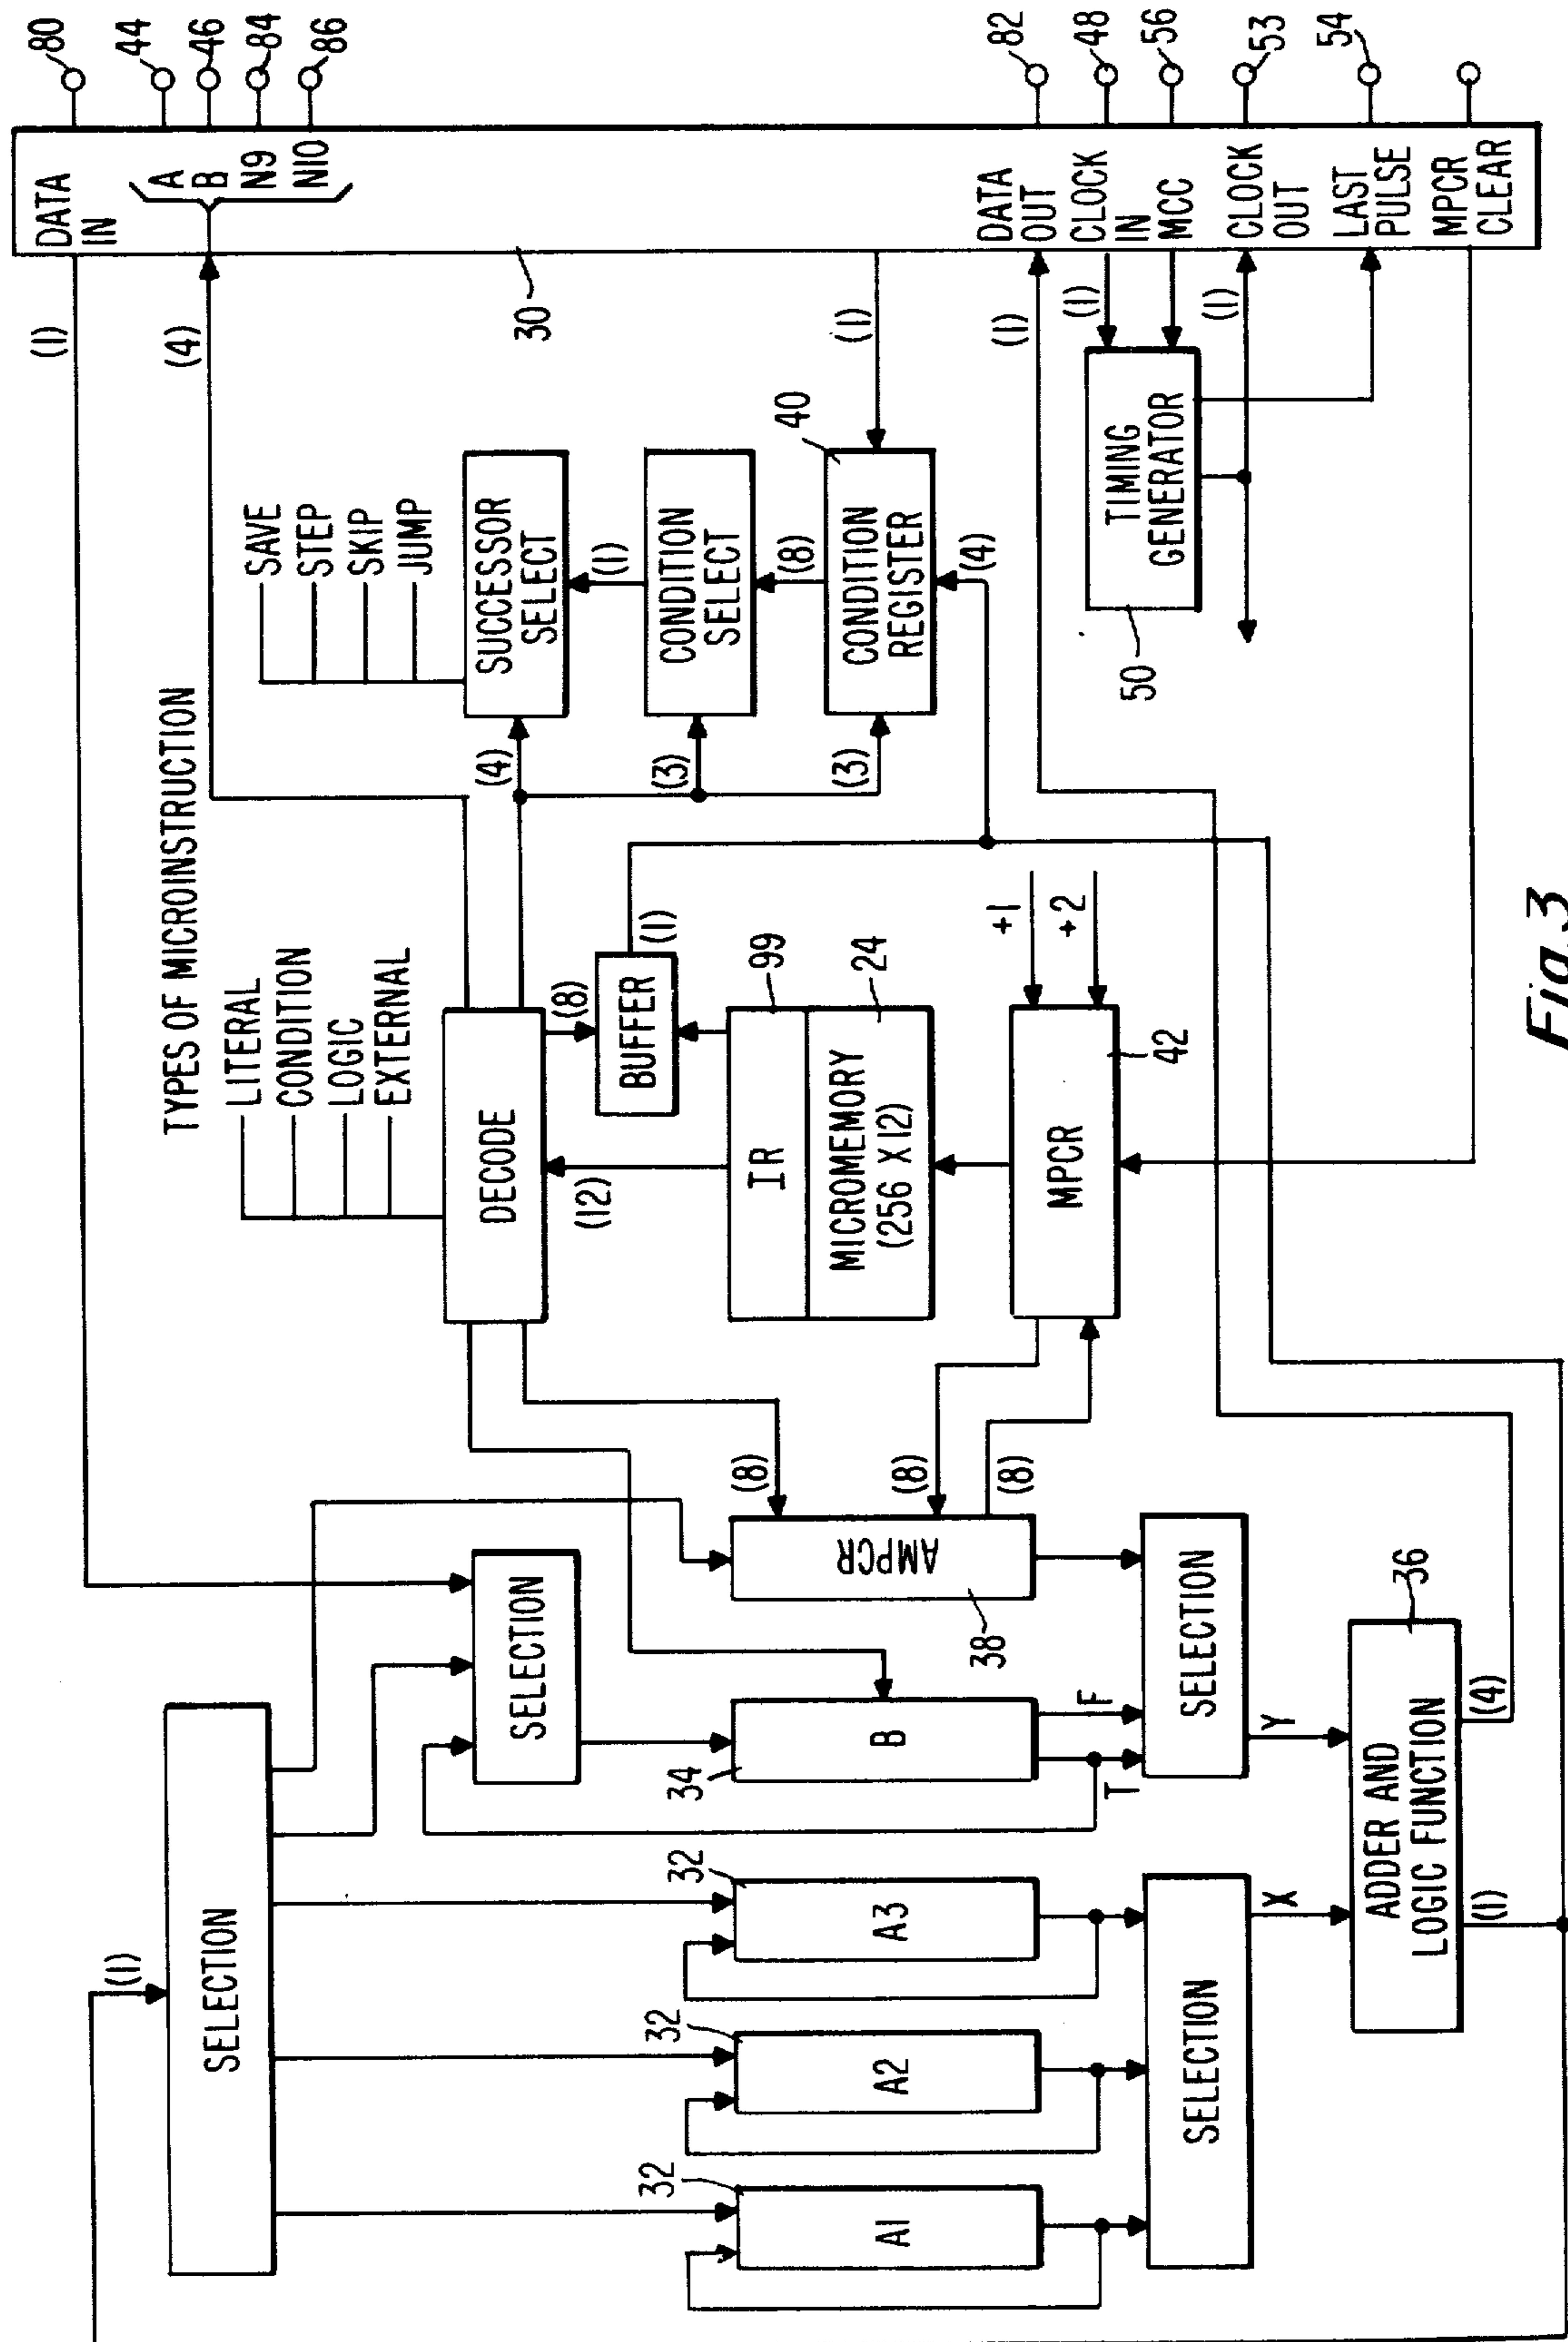 80
44
46
84
86
82
48
56
53
54
DATA
IN
A
B
N9
N10
DATA
OUT
CLOCK
IN
MCC
CLOCK
OUT
LAST
PULSE
MPCR
CLEAR
(1)
(4)
30
(1)
(1)
(1)
(1)
TYPES OF MICROINSTRUCTION
LITERAL
CONDITION
LOGIC
EXTERNAL
SAVE
STEP
SKIP
JUMP
SUCCESSOR
SELECT
(4)
(1)
CONDITION
SELECT
(3)
(8)
40
CONDITION
REGISTER
(3)
(4)
TIMING
GENERATOR
50
DECODE
(8)
BUFFER
(1)
(12)
IR
99
MICROMEMORY
(256 X 12)
24
+1
+2
MPCR
42
(8)
(8)
(8)
AMPCR
38
(1)
SELECTION
SELECTION
B
34
T
F
SELECTION
Y
A3
32
A2
32
A1
32
SELECTION
X
ADDER AND
LOGIC FUNCTION
36
(1)
(4)
Fig.3